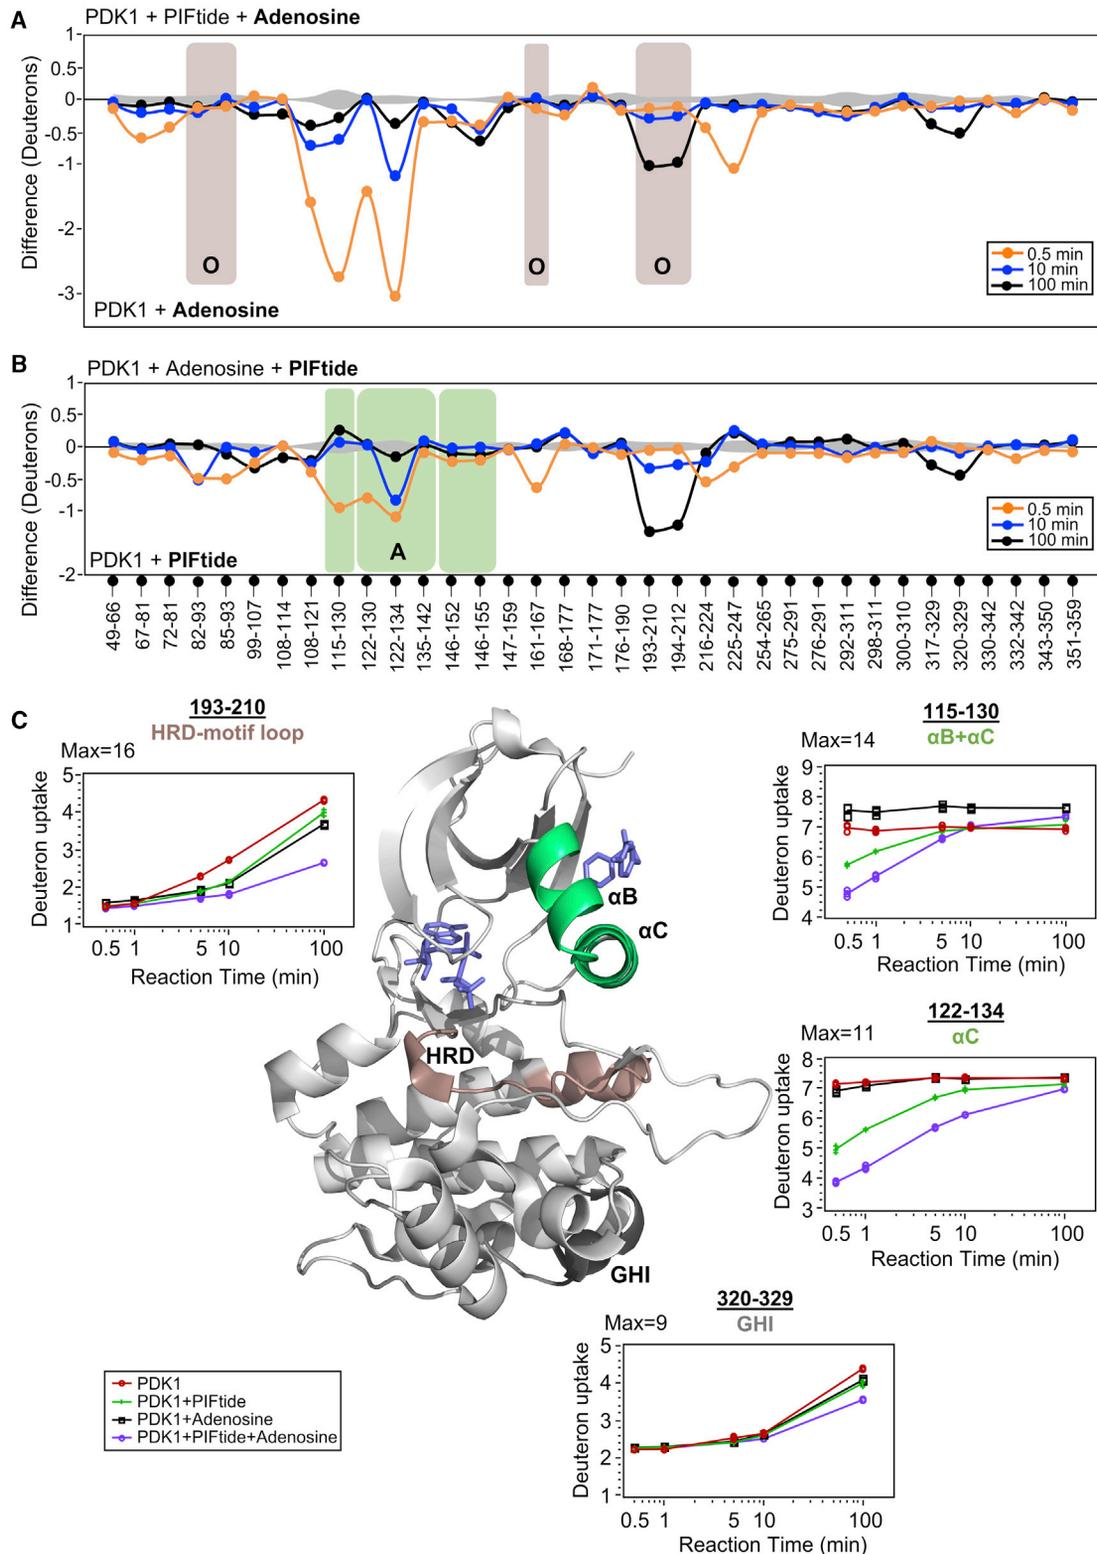 A
PDK1 + PIFtide + Adenosine
Difference (Deuterons)
1
0.5
0
-0.5
-1
-2
-3
O
O
O
0.5 min
10 min
100 min
PDK1 + Adenosine
B
PDK1 + Adenosine + PIFtide
Difference (Deuterons)
1
0.5
0
-0.5
-1
-2
A
0.5 min
10 min
100 min
PDK1 + PIFtide
49-66
67-81
72-81
82-93
85-93
99-107
108-114
108-121
115-130
122-130
122-134
135-142
146-152
146-155
147-159
161-167
168-177
171-177
176-190
193-210
194-212
216-224
225-247
254-265
275-291
276-291
292-311
298-311
300-310
317-329
320-329
330-342
332-342
343-350
351-359
C
193-210
HRD-motif loop
Max=16
Deuteron uptake
5
4
3
2
1
0.5 1 5 10 100
Reaction Time (min)
αB
αC
HRD
GHI
115-130
αB+αC
Max=14
Deuteron uptake
9
8
7
6
5
4
0.5 1 5 10 100
Reaction Time (min)
122-134
αC
Max=11
Deuteron uptake
8
7
6
5
4
3
0.5 1 5 10 100
Reaction Time (min)
320-329
GHI
Max=9
Deuteron uptake
5
4
3
2
1
0.5 1 5 10 100
Reaction Time (min)
PDK1
PDK1+PIFtide
PDK1+Adenosine
PDK1+PIFtide+Adenosine